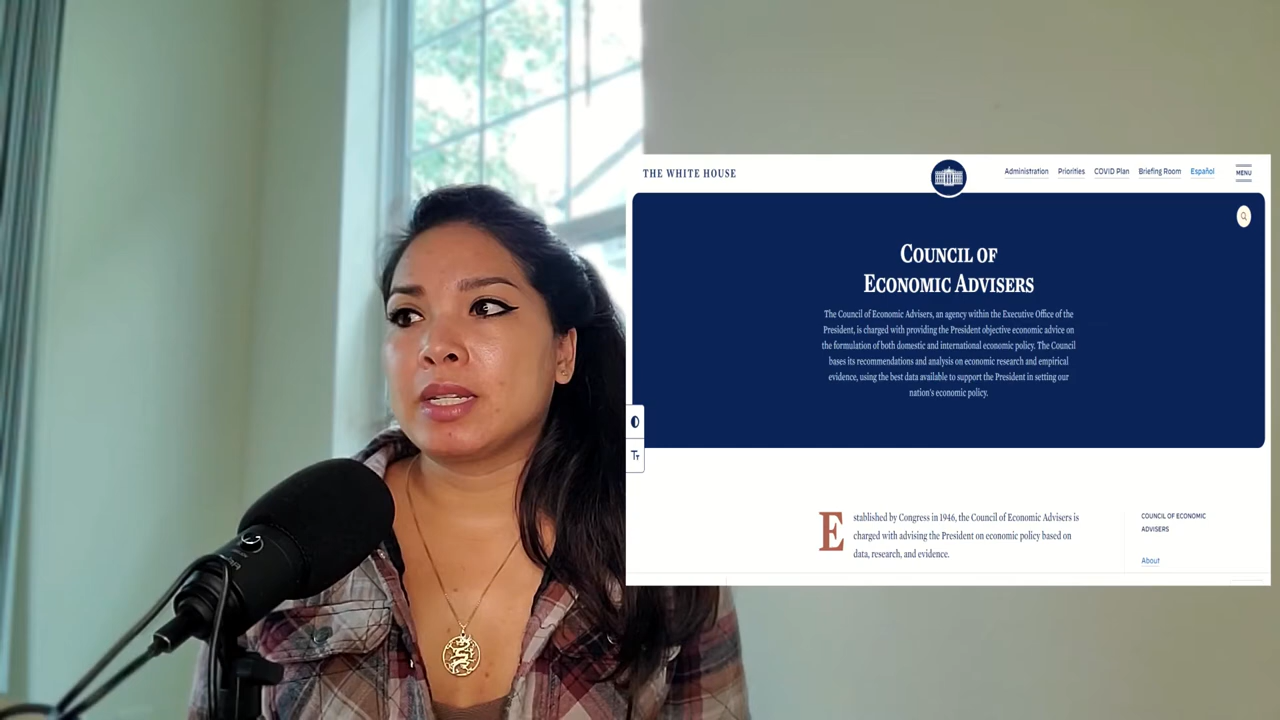 THE WHITE HOUSE
Administration Priorities COVID Plan Briefing Room Español MENU
COUNCIL OF
ECONOMIC ADVISERS
The Council of Economic Advisers, an agency within the Executive Office of the
President, is charged with providing the President objective economic advice on
the formulation of both domestic and international economic policy. The Council
bases its recommendations and analysis on economic research and empirical
evidence, using the best data available to support the President in setting our
nation's economic policy.
Tт
Established by Congress in 1946, the Council of Economic Advisers is
charged with advising the President on economic policy based on
data, research, and evidence.
COUNCIL OF ECONOMIC
ADVISERS
About